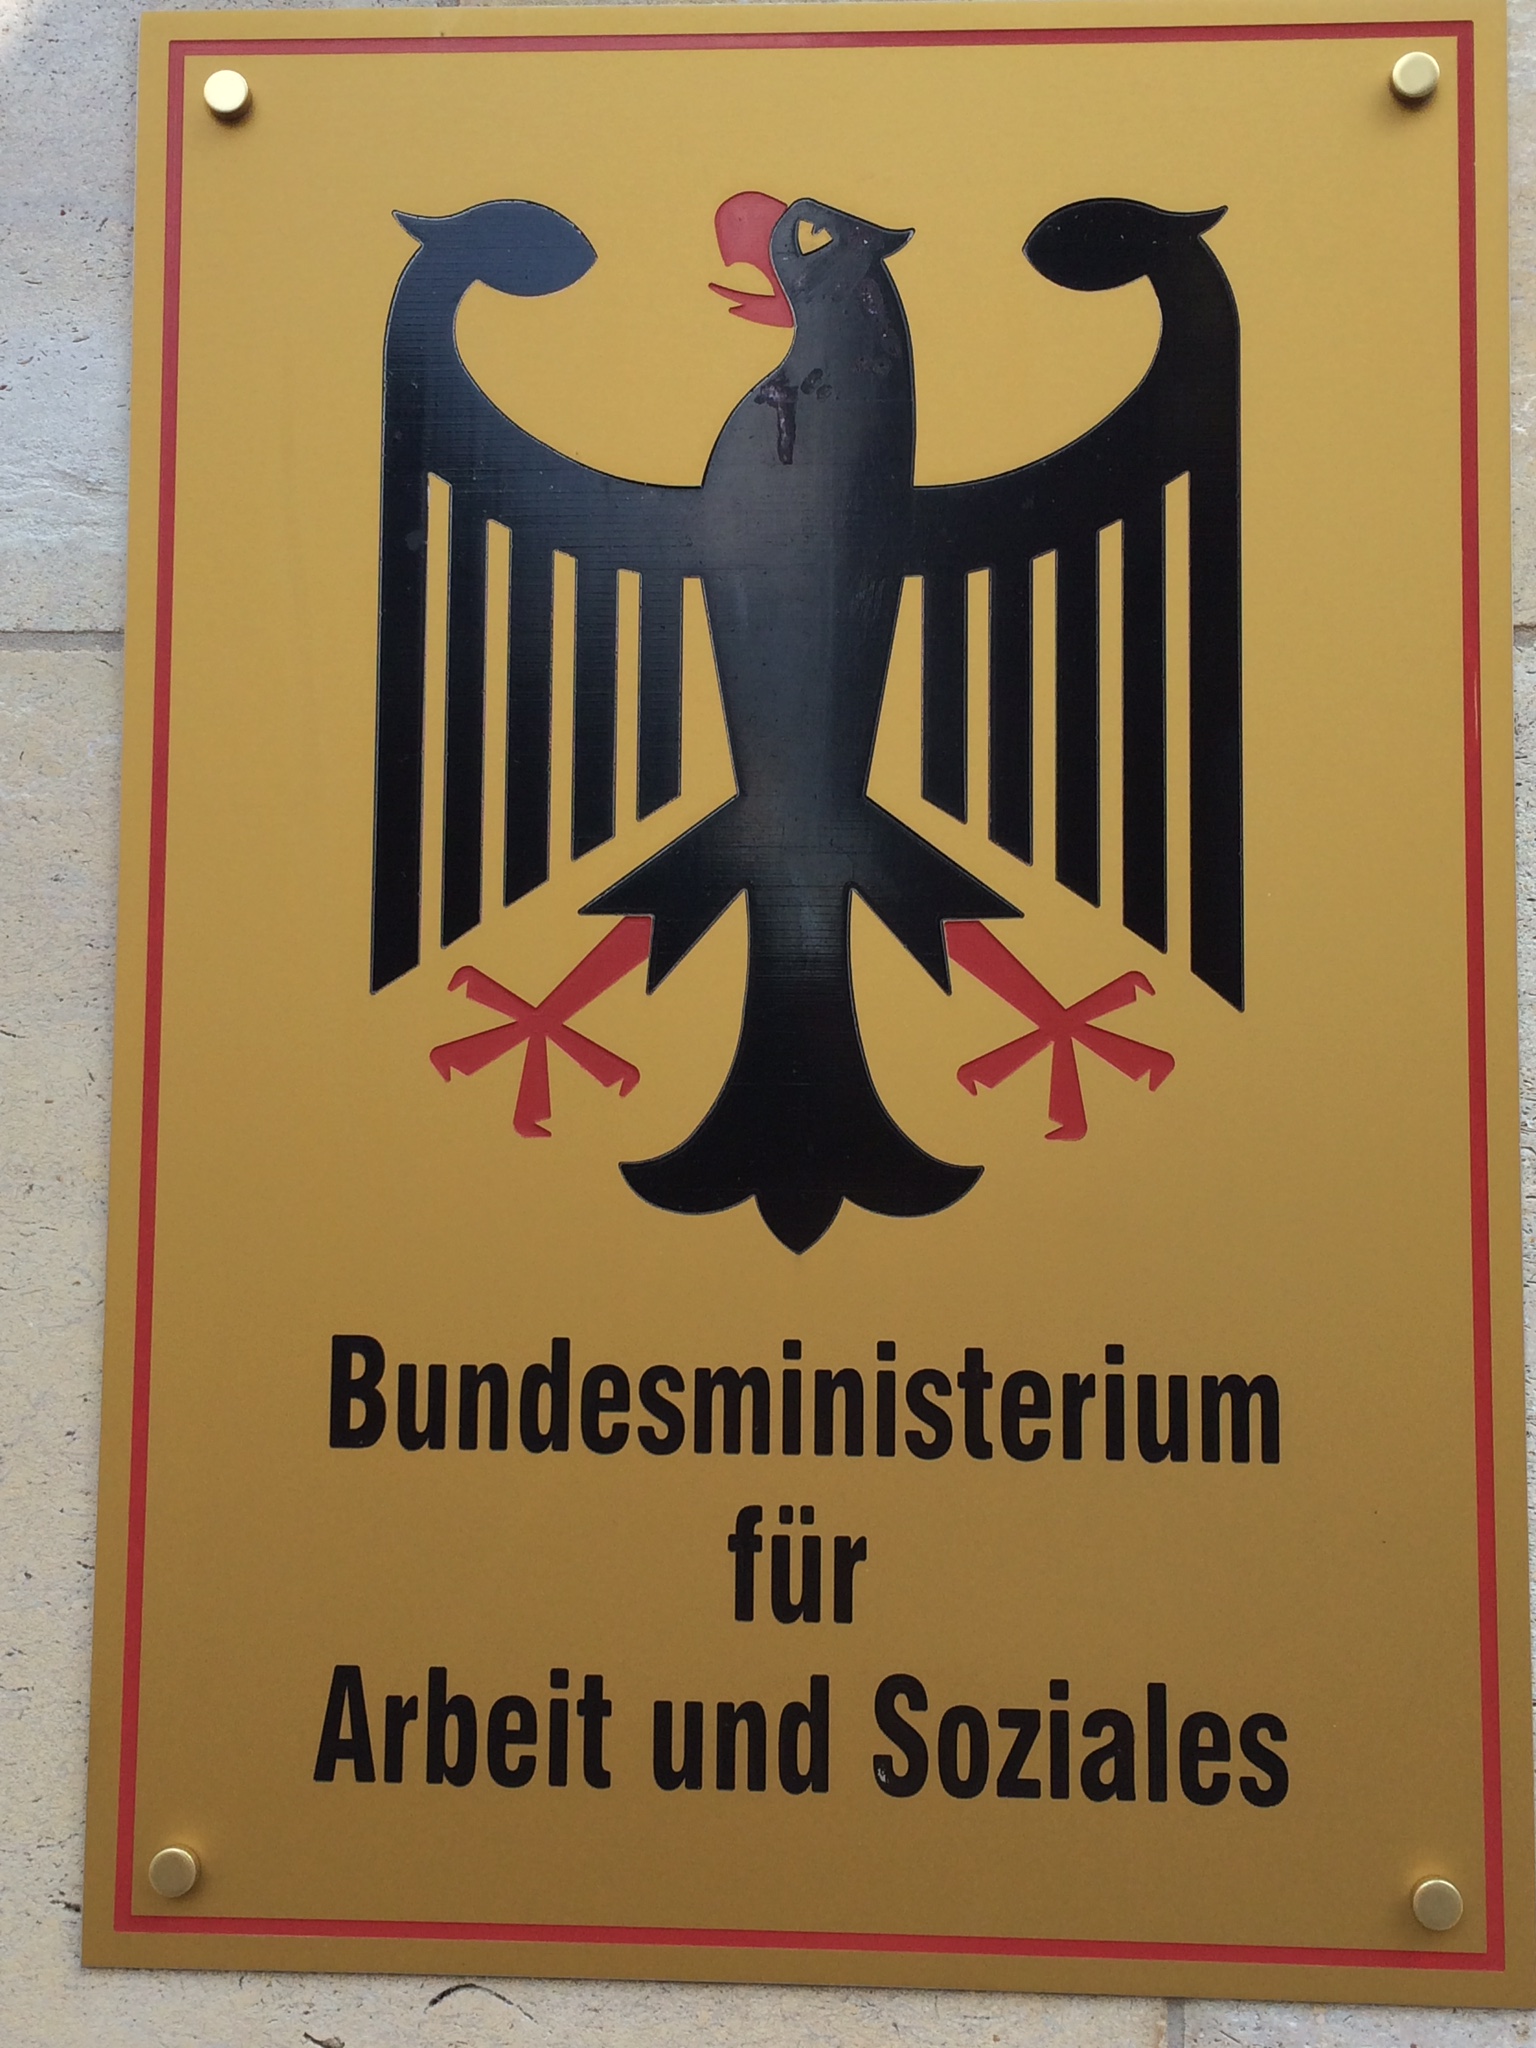 Bundesministerium
für
Arbeit und Soziales